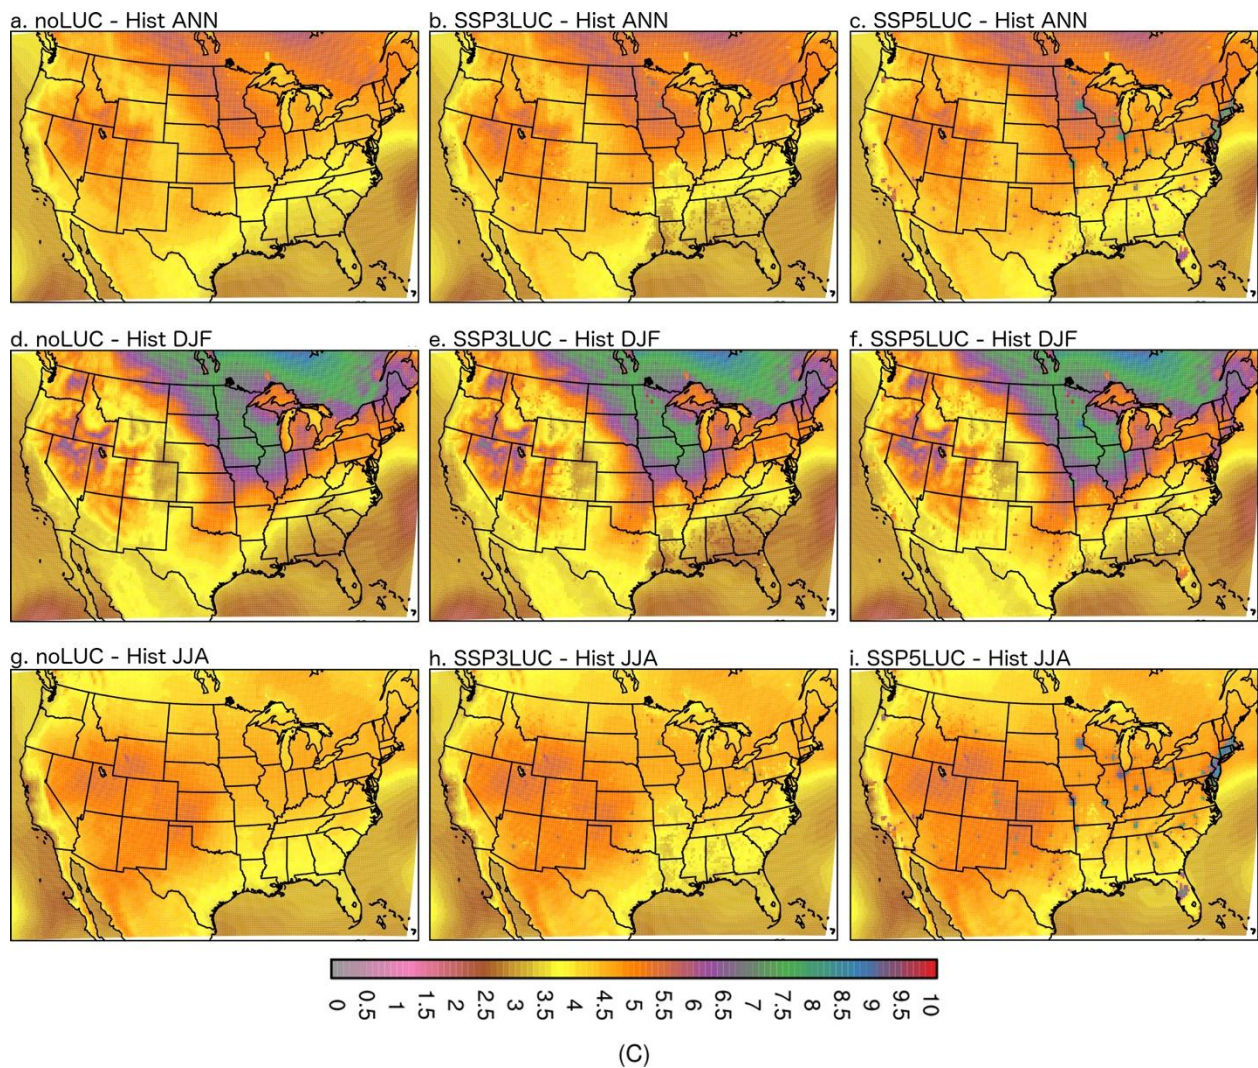 a. noLUC - Hist ANN
b. SSP3LUC - Hist ANN
c. SSP5LUC - Hist ANN
d. noLUC - Hist DJF
e. SSP3LUC - Hist DJF
f. SSP5LUC - Hist DJF
g. noLUC - Hist JJA
h. SSP3LUC - Hist JJA
i. SSP5LUC - Hist JJA
0 0.5 1 1.5 2 2.5 3 3.5 4 4.5 5 5.5 6 6.5 7 7.5 8 8.5 9 9.5 10
(C)